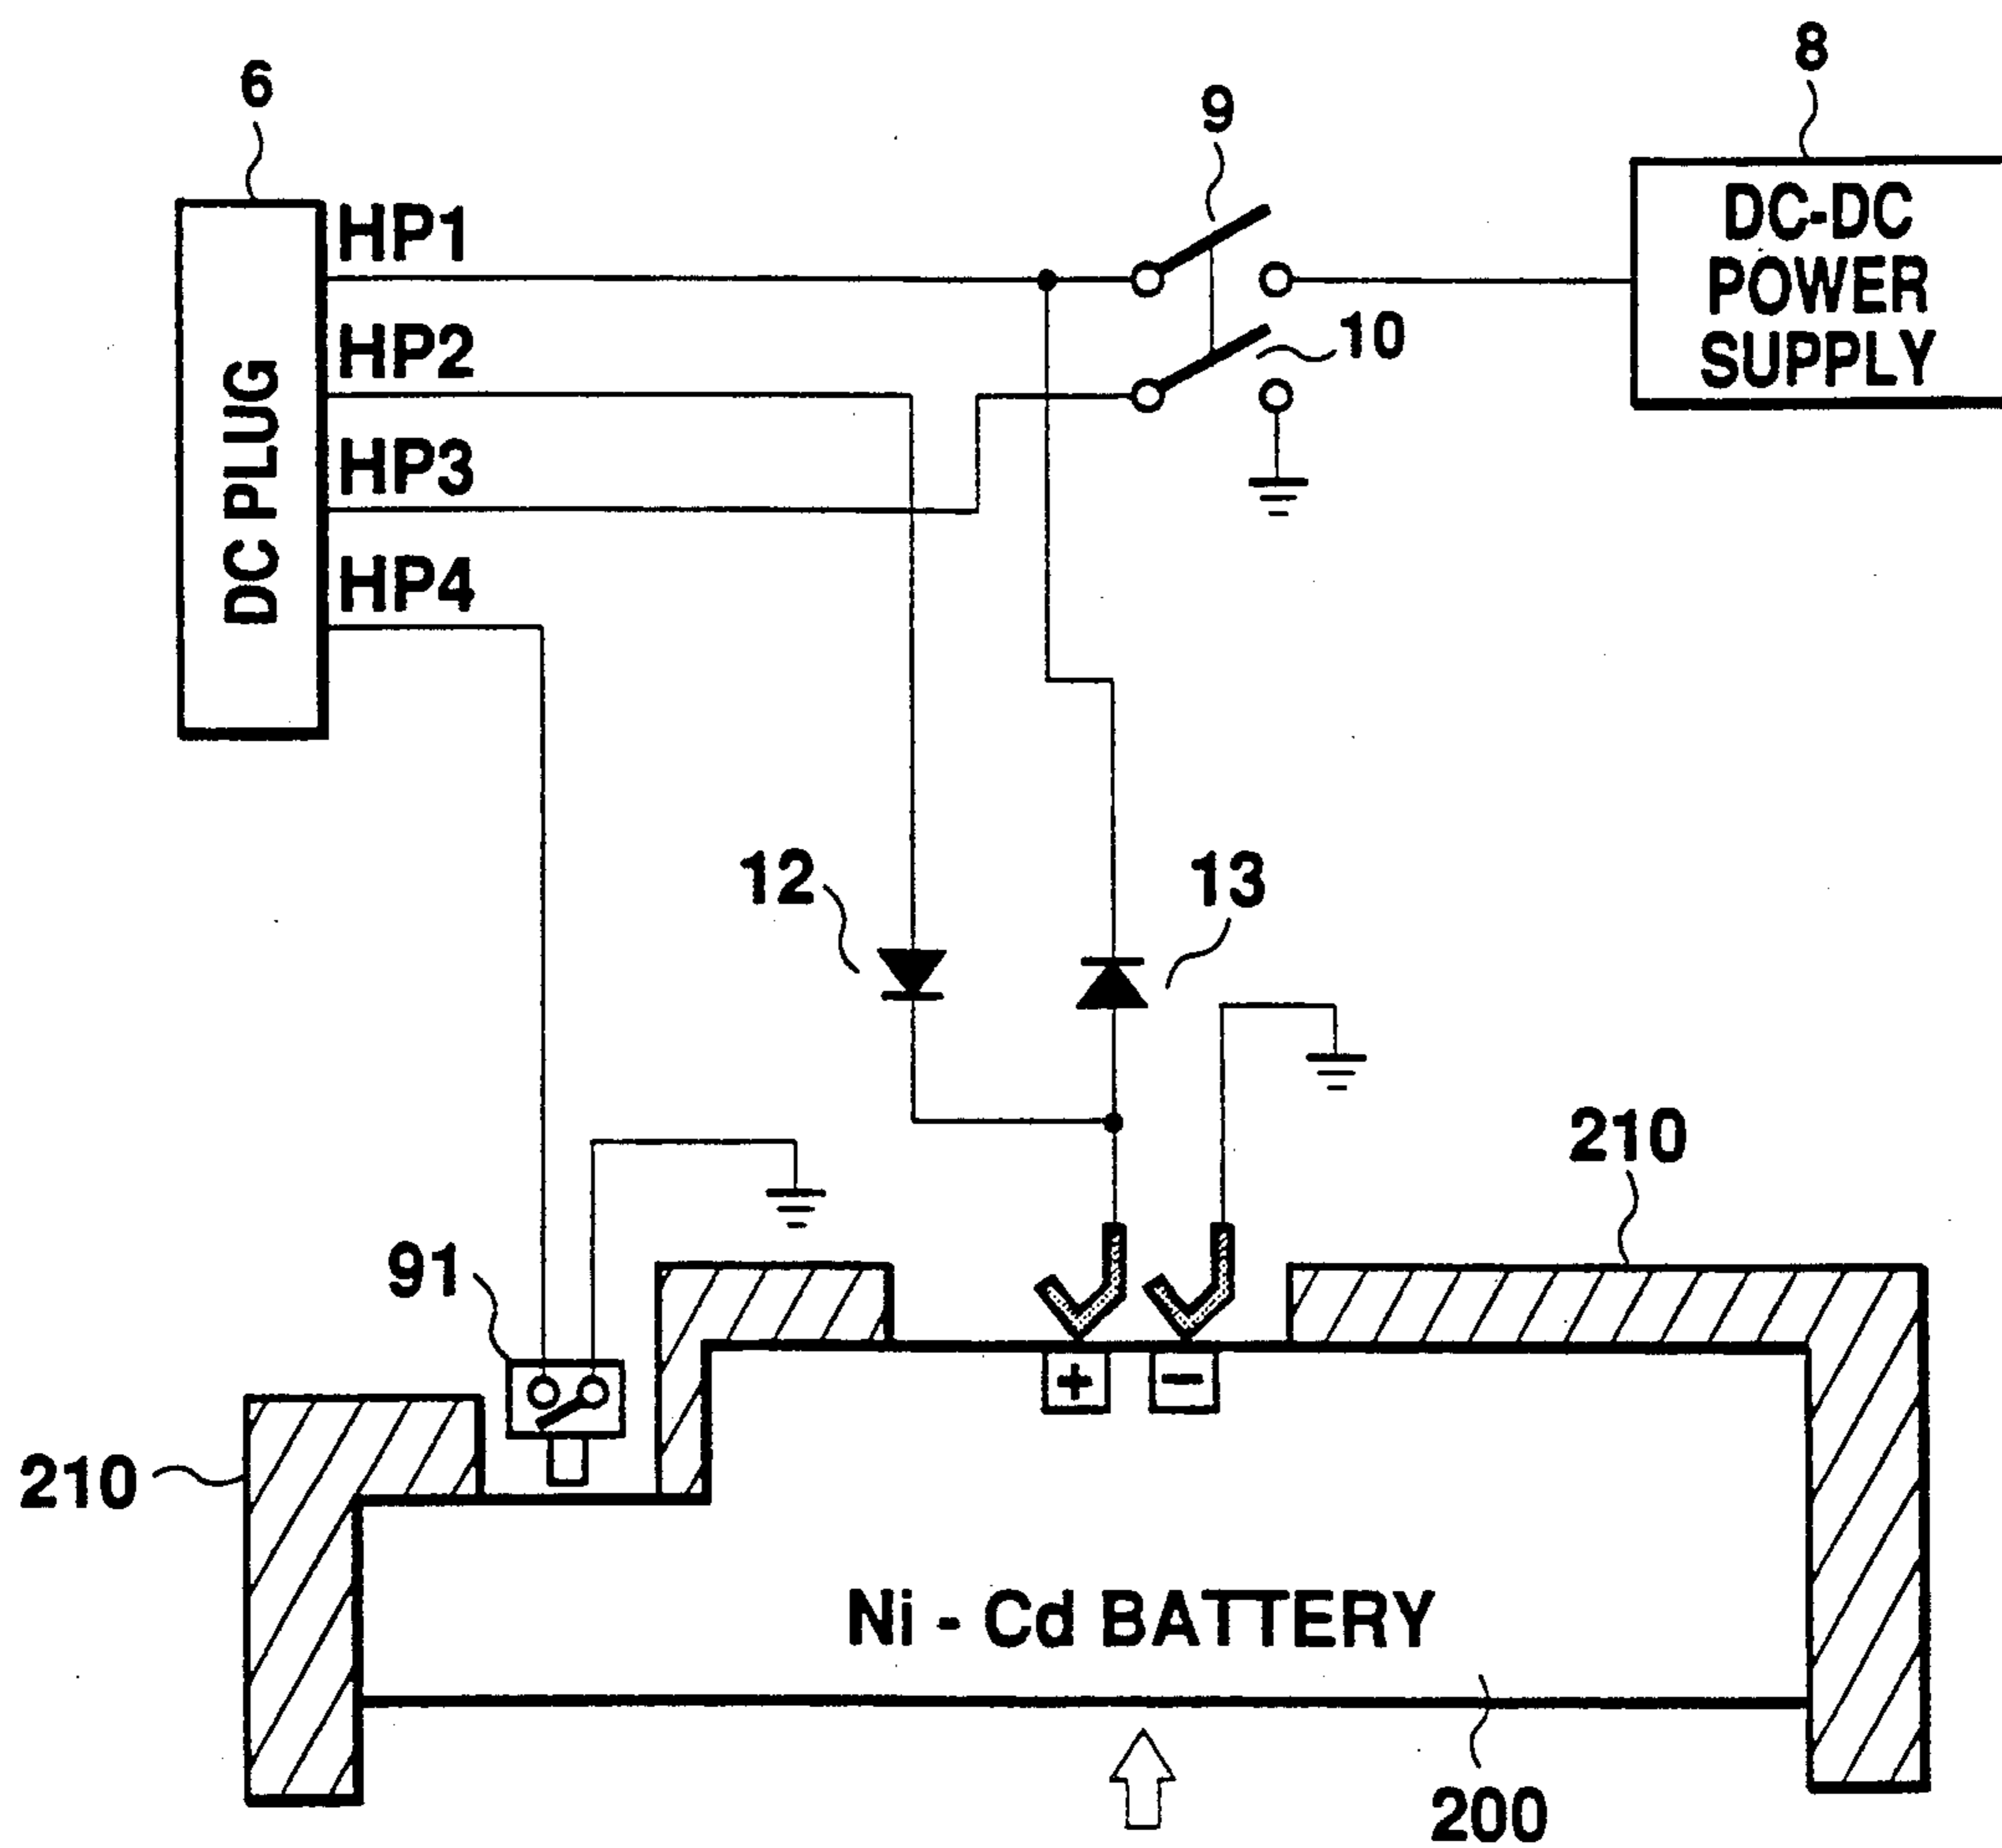 6
8
9
HP1
DC-DC
POWER
SUPPLY
HP2
10
HP3
DC PLUG
HP4
12
13
210
91
+
−
210
Ni - Cd BATTERY
200